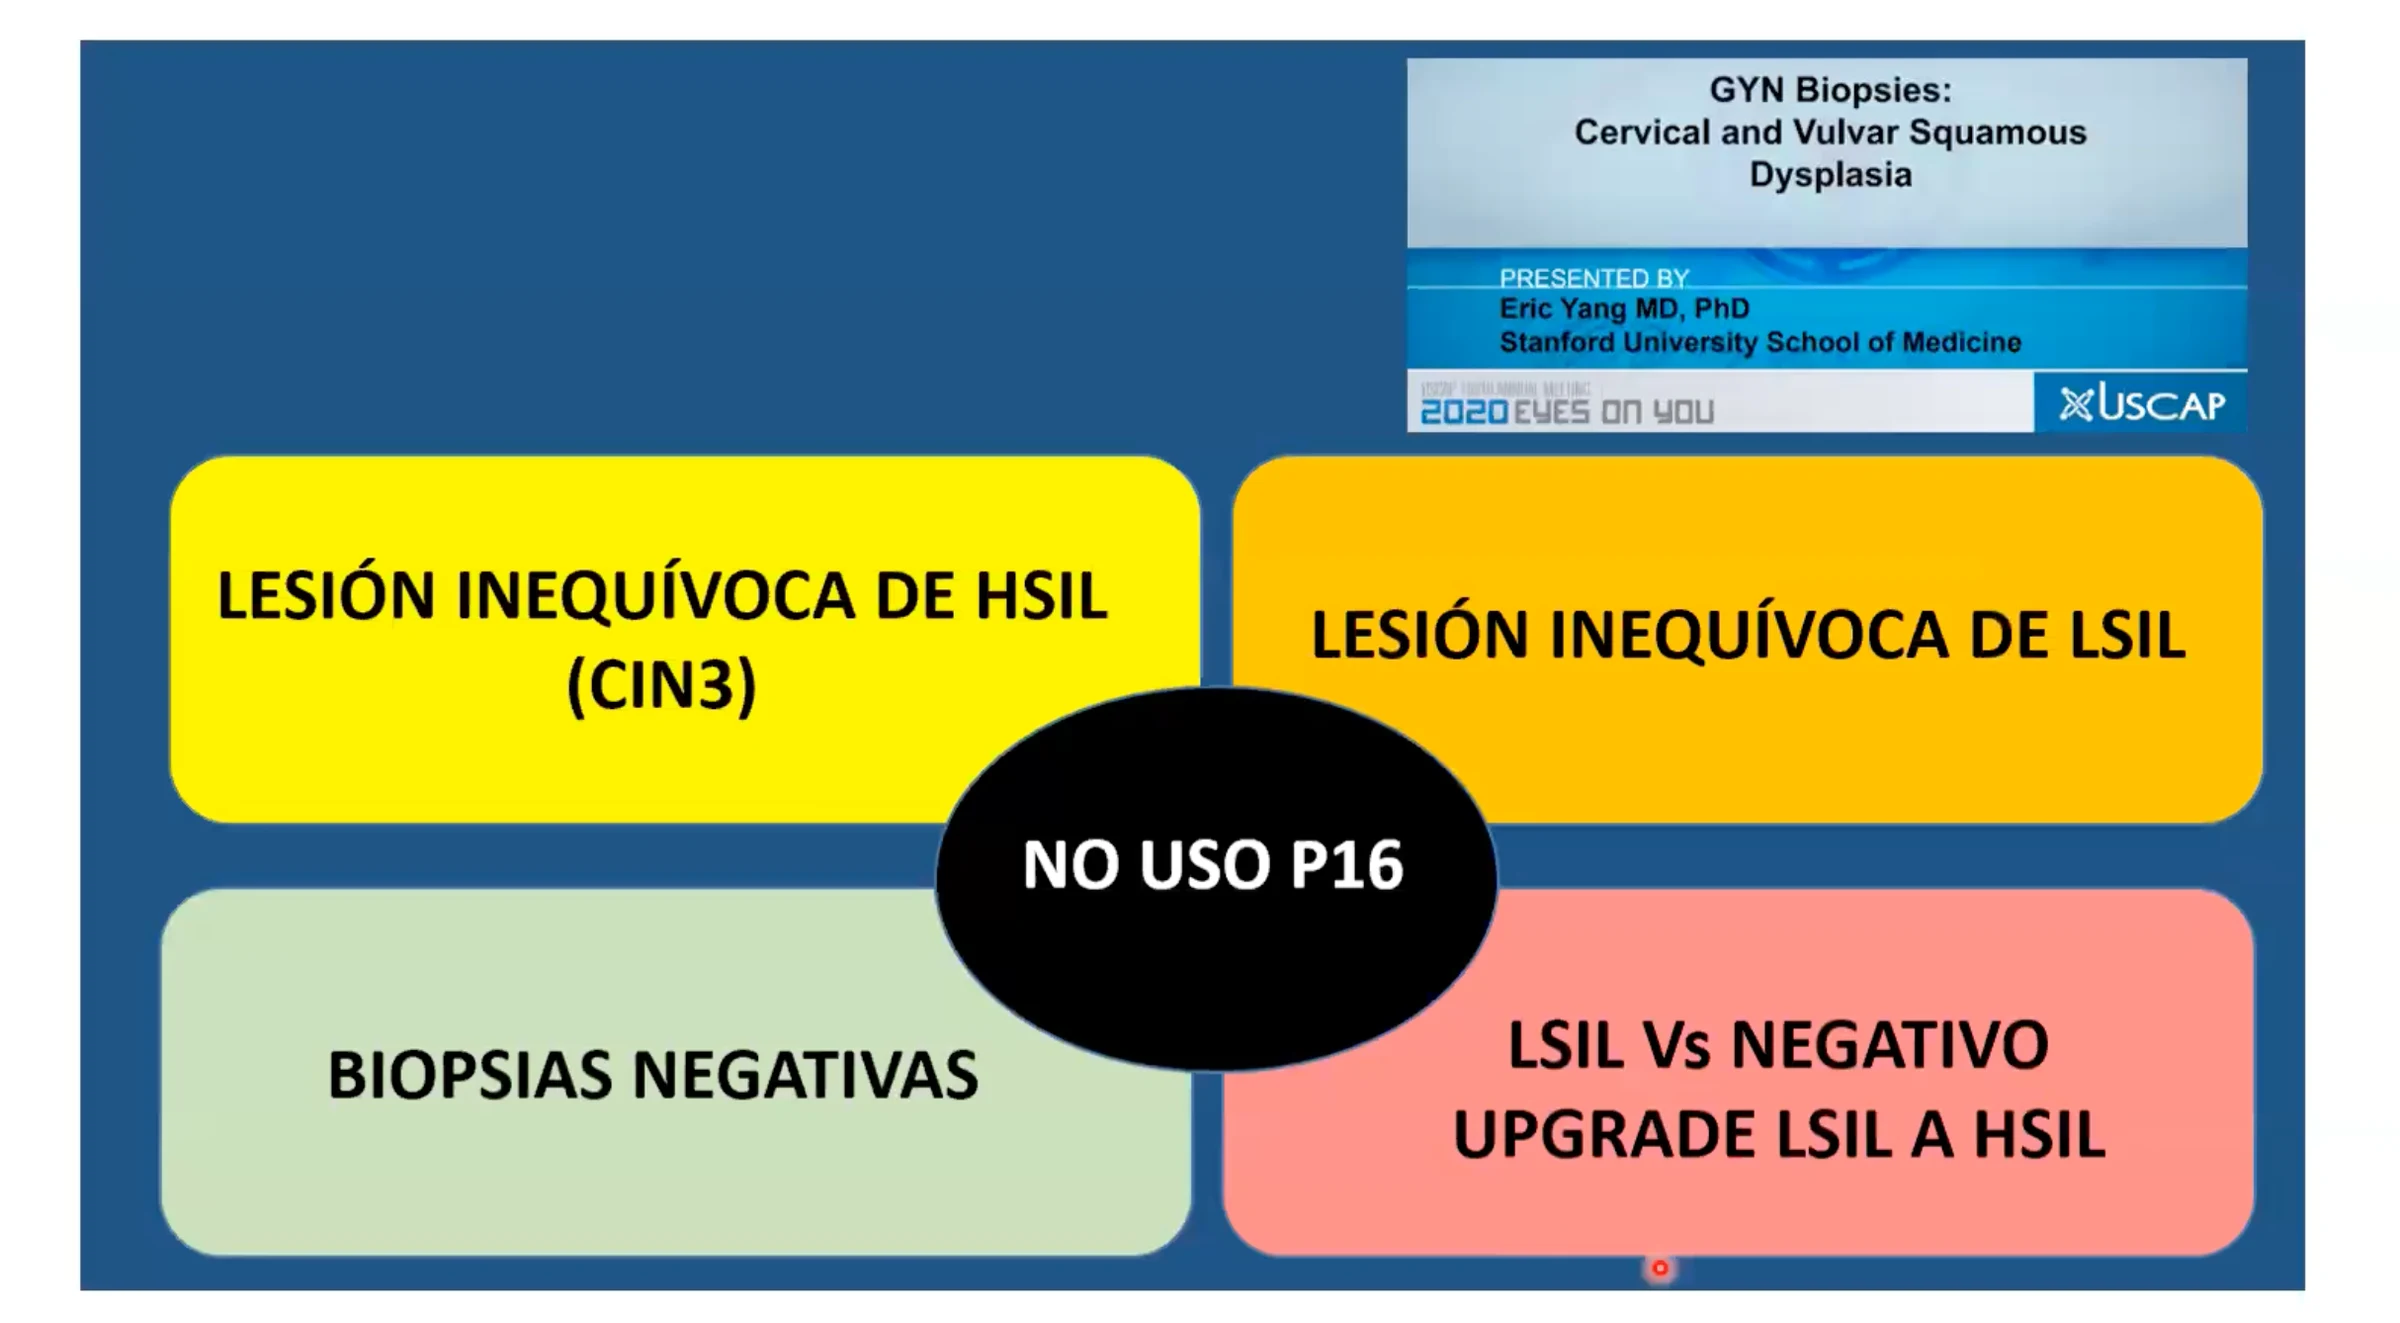 GYN Biopsies:
Cervical and Vulvar Squamous
Dysplasia
PRESENTED BY
Eric Yang MD, PhD
Stanford University School of Medicine
2020 EYES ON YOU
USCAP
LESIÓN INEQUÍVOCA DE HSIL
(CIN3)
LESIÓN INEQUÍVOCA DE LSIL
NO USO P16
BIOPSIAS NEGATIVAS
LSIL Vs NEGATIVO
UPGRADE LSIL A HSIL